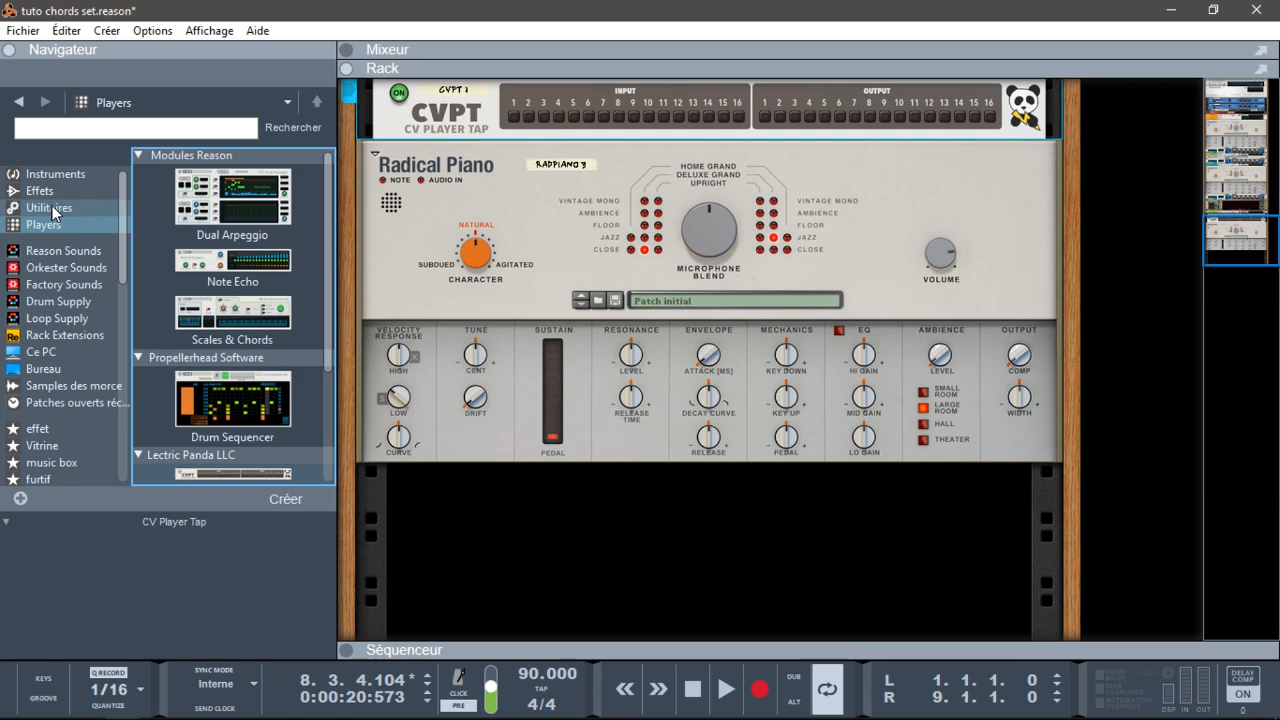 tuto chords set.reason*
Fichier Éditer Créer Options Affichage Aide
Navigateur
Players
Rechercher
Instruments
Effets
Utilitaires
Players
Reason Sounds
Orkester Sounds
Factory Sounds
Drum Supply
Loop Supply
Rack Extensions
Ce PC
Bureau
Samples des morce
Patches ouverts réc...
effet
Vitrine
music box
furtif
Modules Reason
Dual Arpeggio
Note Echo
Scales & Chords
Propellerhead Software
Drum Sequencer
Lectric Panda LLC
Créer
CV Player Tap
Mixeur
Rack
ON
CVPT 1
CVPT
CV PLAYER TAP
INPUT
2 3 4 5 6 7 8 9 10 11 12 13 14 15 16
OUTPUT
1 2 3 4 5 6 7 8 9 10 11 12 13 14 15 16
Radical Piano
RADPIANO 3
NOTE AUDIO IN
NATURAL
SUBDUED AGITATED
CHARACTER
HOME GRAND
DELUXE GRAND
UPRIGHT
VINTAGE MONO
AMBIENCE
FLOOR
JAZZ
CLOSE
VINTAGE MONO
AMBIENCE
FLOOR
JAZZ
CLOSE
MICROPHONE
BLEND
VOLUME
Patch initial
VELOCITY
RESPONSE
HIGH
LOW
CURVE
TUNE
CENT
DRIFT
SUSTAIN
PEDAL
RESONANCE
LEVEL
RELEASE
TIME
ENVELOPE
ATTACK [MS]
DECAY CURVE
RELEASE
MECHANICS
KEY DOWN
KEY UP
PEDAL
EQ
HI GAIN
MID GAIN
LO GAIN
AMBIENCE
LEVEL
SMALL
ROOM
LARGE
ROOM
HALL
THEATER
OUTPUT
COMP
WIDTH
Séquenceur
KEYS
GROOVE
Q RECORD
1/16
QUANTIZE
SYNC MODE
Interne
SEND CLOCK
8. 3. 4.104 *
0:00:20:573
CLICK
PRE
90.000
TAP
4/4
DUB
ALT
L 1. 1. 1. 0
R 9. 1. 1. 0
DSP IN OUT
DELAY
COMP
ON
0